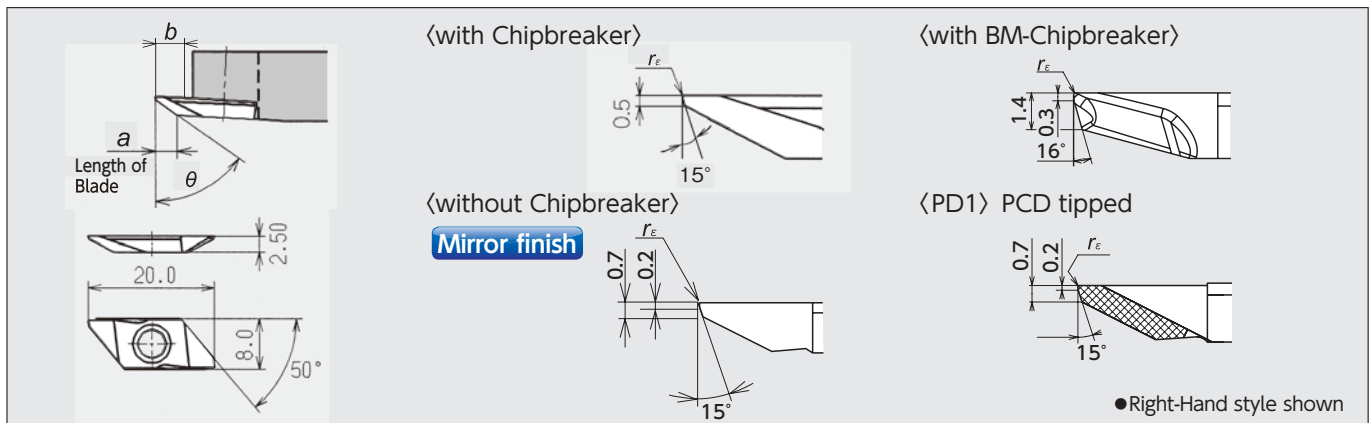 b
a
Length of
Blade
θ
2.50
20.0
8.0
50°
〈with Chipbreaker〉
rε
0.5
15°
〈without Chipbreaker〉
Mirror finish
rε
0.7
0.2
15°
〈with BM-Chipbreaker〉
rε
1.4
0.3
16°
〈PD1〉 PCD tipped
rε
0.7
0.2
15°
●Right-Hand style shown